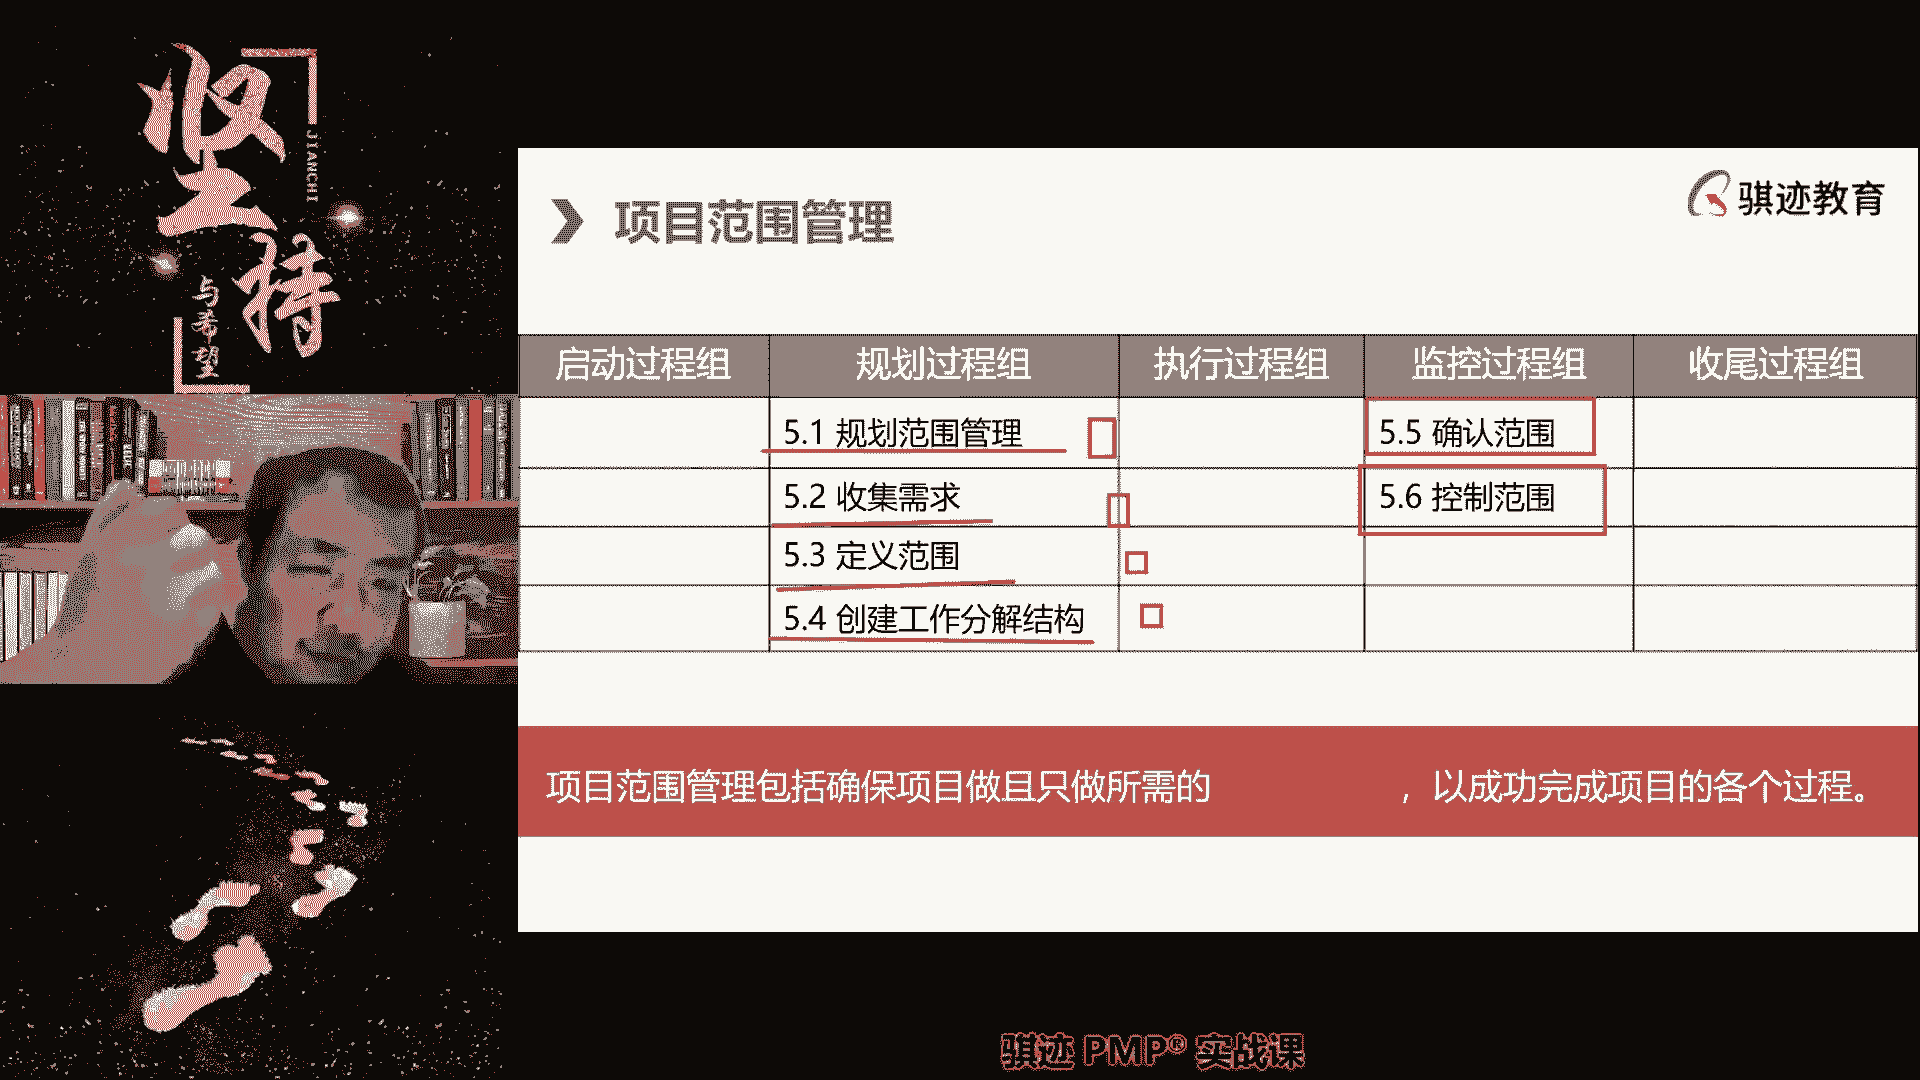 坚持
JIANCHI
与希望
骐迹教育
项目范围管理
启动过程组 规划过程组 执行过程组 监控过程组 收尾过程组
5.1 规划范围管理 5.5 确认范围
5.2 收集需求 5.6 控制范围
5.3 定义范围
5.4 创建工作分解结构
项目范围管理包括确保项目做且只做所需的 ，以成功完成项目的各个过程。
骐迹 PMP® 实战课